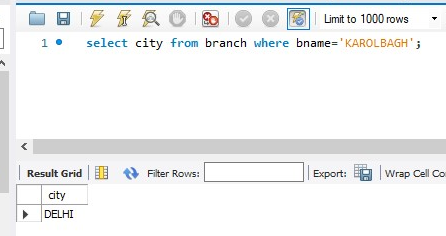 Limit to 1000 rows
1 select city from branch where bname='KAROLBAGH';
Result Grid Filter Rows: Export: Wrap Cell Co
city
DELHI